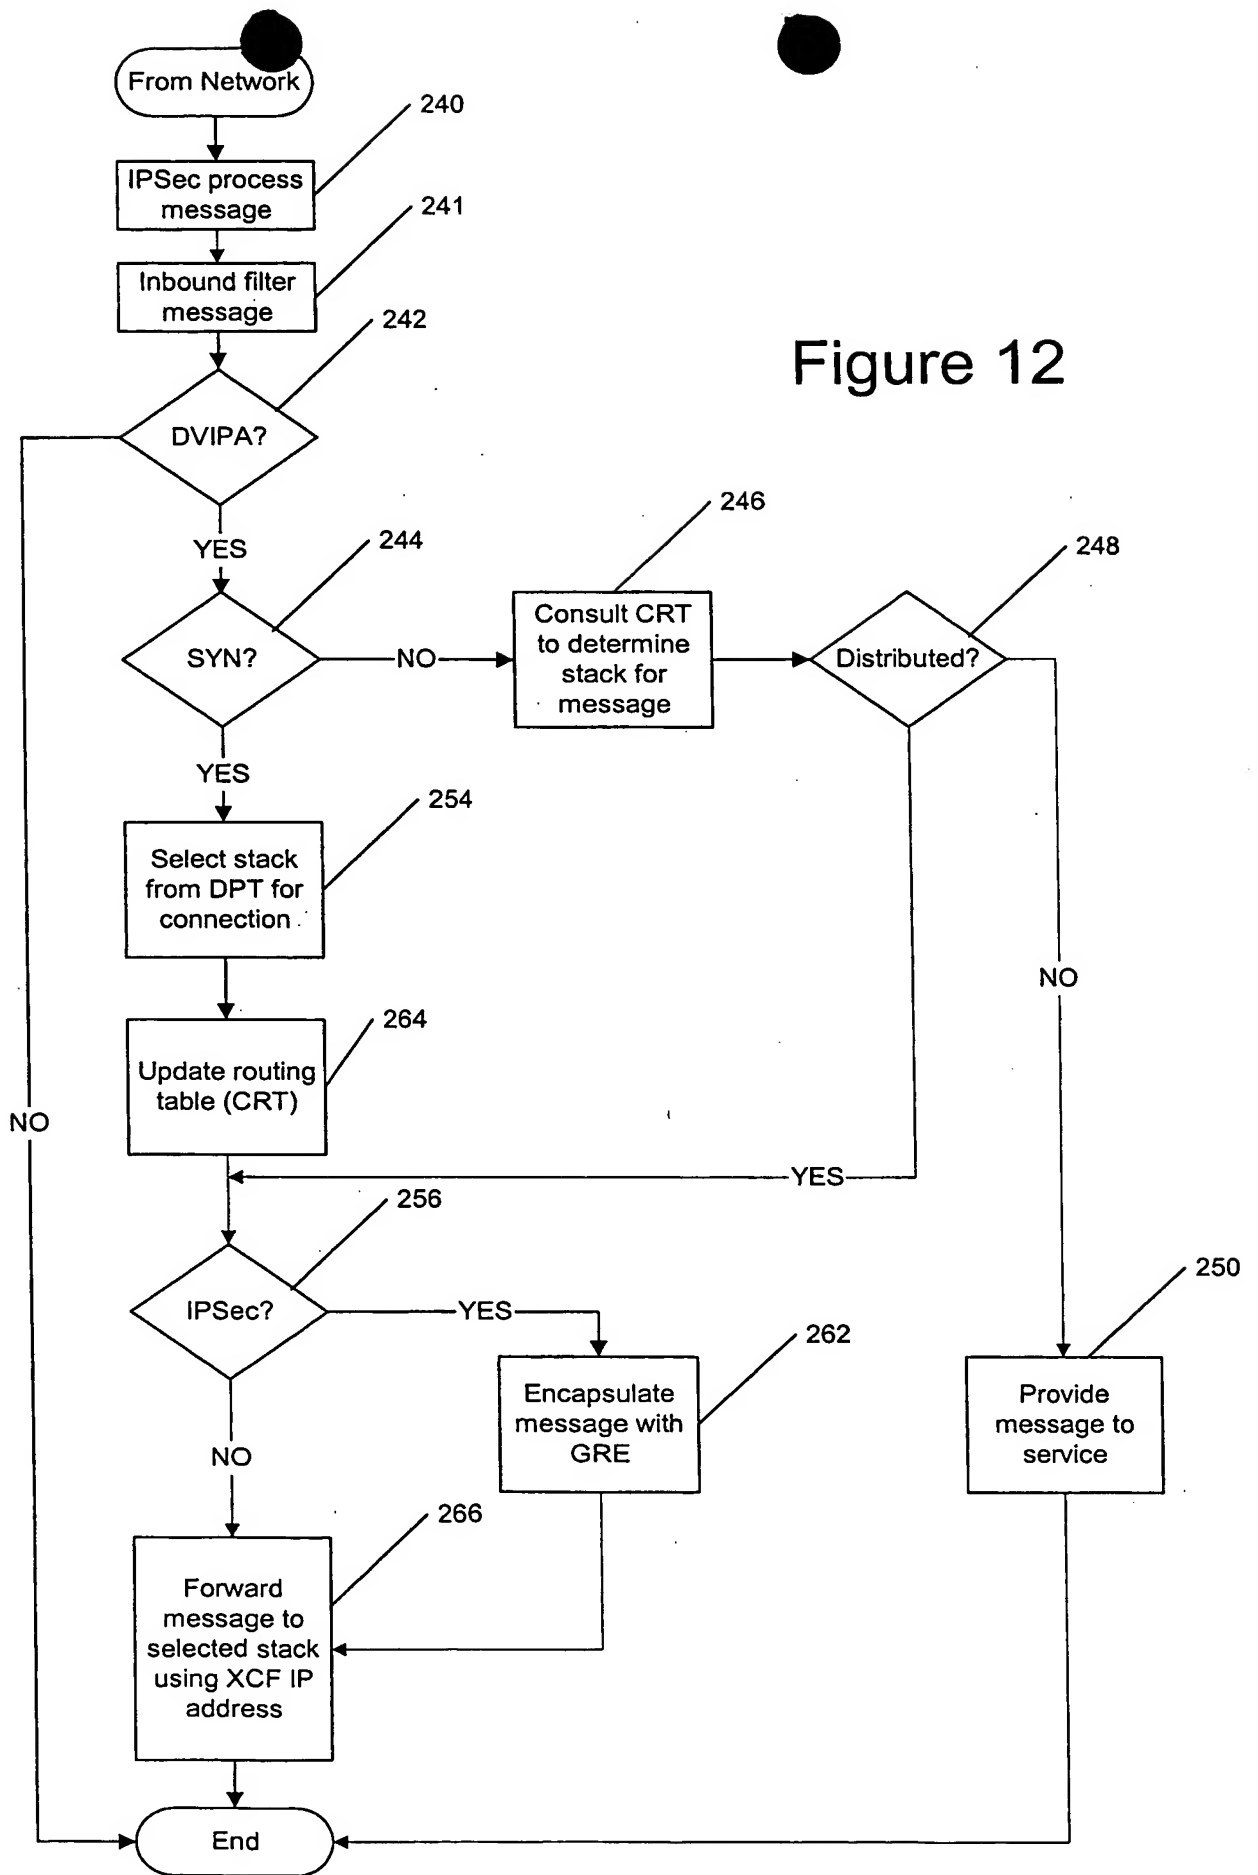 From Network
240
IPSec process
message
241
Inbound filter
message
242
Figure 12
DVIPA?
246
244
248
YES
Consult CRT
to determine
stack for
message
SYN?
NO
Distributed?
YES
254
Select stack
from DPT for
connection
NO
264
Update routing
table (CRT)
NO
YES
256
250
IPSec?
YES
262
Encapsulate
message with
GRE
Provide
message to
service
NO
266
Forward
message to
selected stack
using XCF IP
address
End